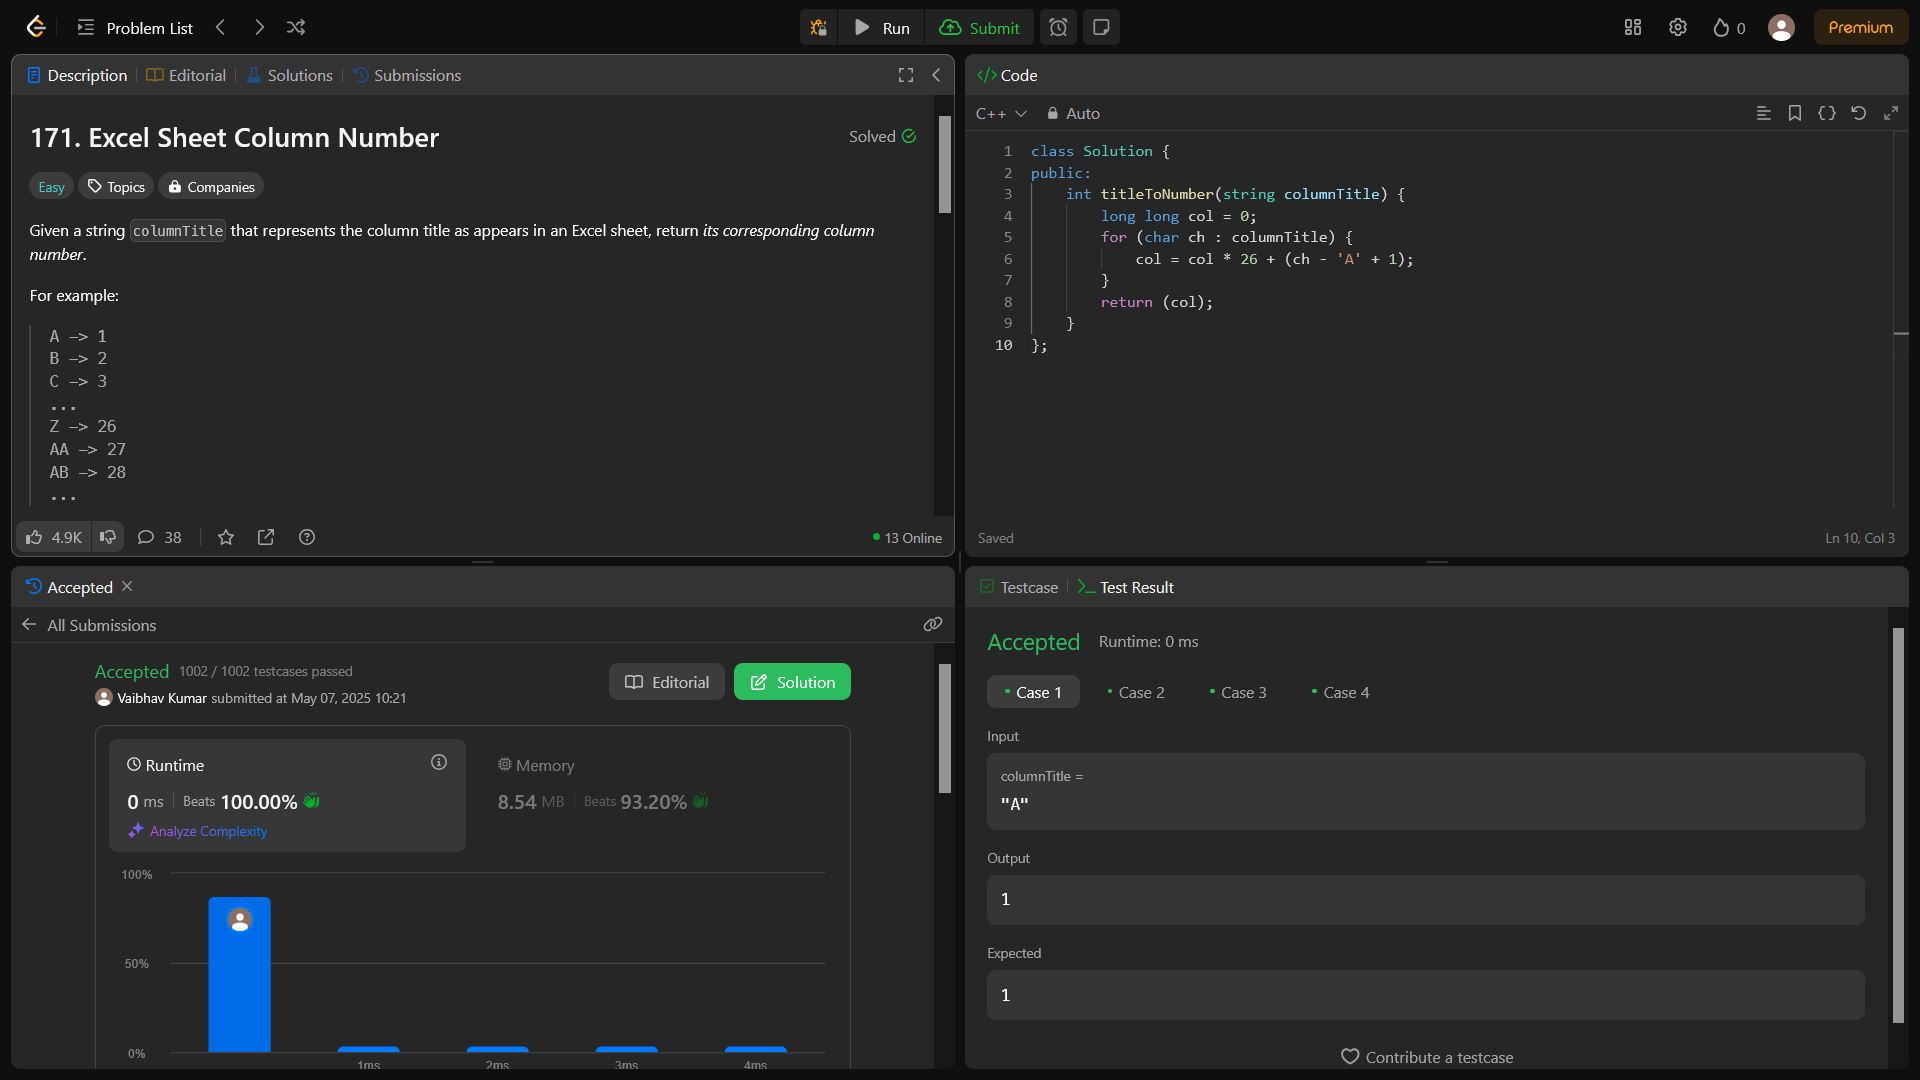 Problem List
Run
Submit
0
Premium
Description
Editorial
Solutions
Submissions
171. Excel Sheet Column Number
Solved
Easy
Topics
Companies
Given a string columnTitle that represents the column title as appears in an Excel sheet, return its corresponding column
number.
For example:
A -> 1
B -> 2
C -> 3
...
Z -> 26
AA -> 27
AB -> 28
...
4.9K
38
13 Online
Code
C++
Auto
1 class Solution {
2 public:
3 int titleToNumber(string columnTitle) {
4 long long col = 0;
5 for (char ch : columnTitle) {
6 col = col * 26 + (ch - 'A' + 1);
7 }
8 return (col);
9 }
10 };
Saved
Ln 10, Col 3
Accepted
All Submissions
Accepted 1002 / 1002 testcases passed
Vaibhav Kumar submitted at May 07, 2025 10:21
Editorial
Solution
Runtime
0 ms Beats 100.00%
Analyze Complexity
Memory
8.54 MB Beats 93.20%
100%
50%
0%
1ms
2ms
3ms
4ms
Testcase
Test Result
Accepted Runtime: 0 ms
Case 1
Case 2
Case 3
Case 4
Input
columnTitle =
"A"
Output
1
Expected
1
Contribute a testcase